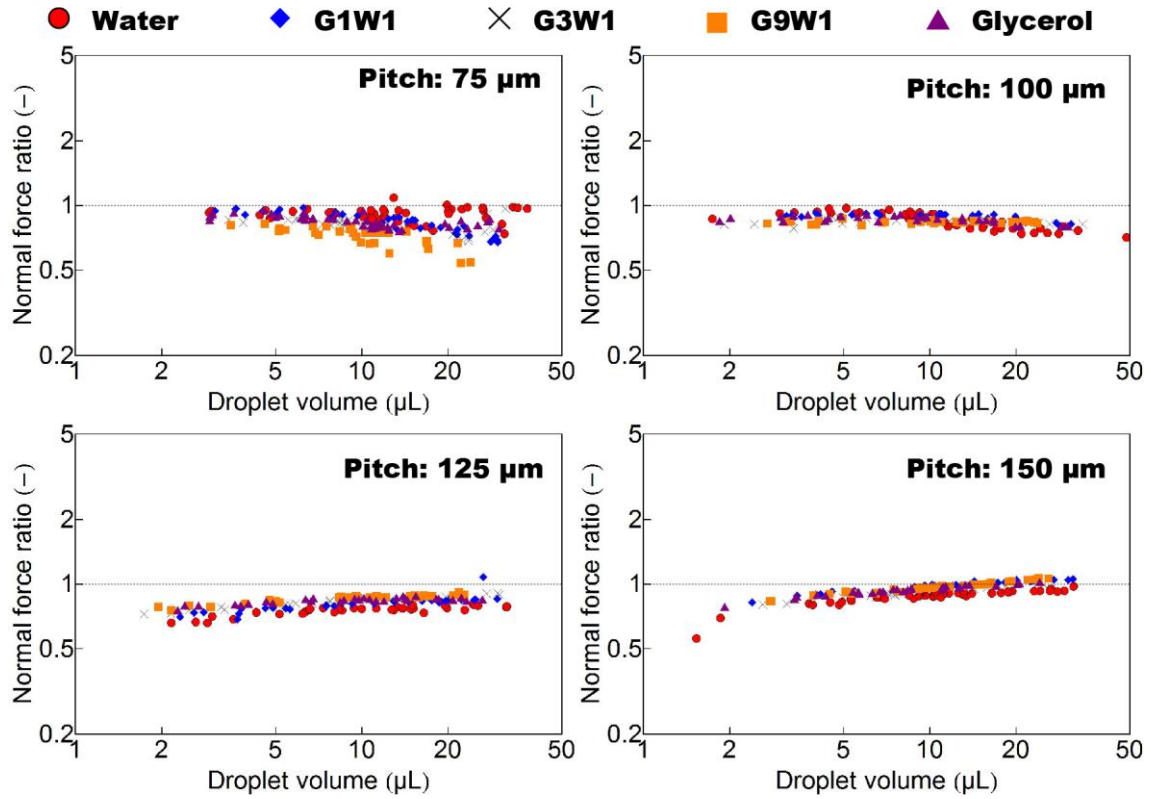 Water G1W1 G3W1 G9W1 Glycerol
Pitch: 75 µm
Normal force ratio (−)
5
2
1
0.5
0.2
1 2 5 10 20 50
Droplet volume (µL)
Pitch: 100 µm
Normal force ratio (−)
5
2
1
0.5
0.2
1 2 5 10 20 50
Droplet volume (µL)
Pitch: 125 µm
Normal force ratio (−)
5
2
1
0.5
0.2
1 2 5 10 20 50
Droplet volume (µL)
Pitch: 150 µm
Normal force ratio (−)
5
2
1
0.5
0.2
1 2 5 10 20 50
Droplet volume (µL)